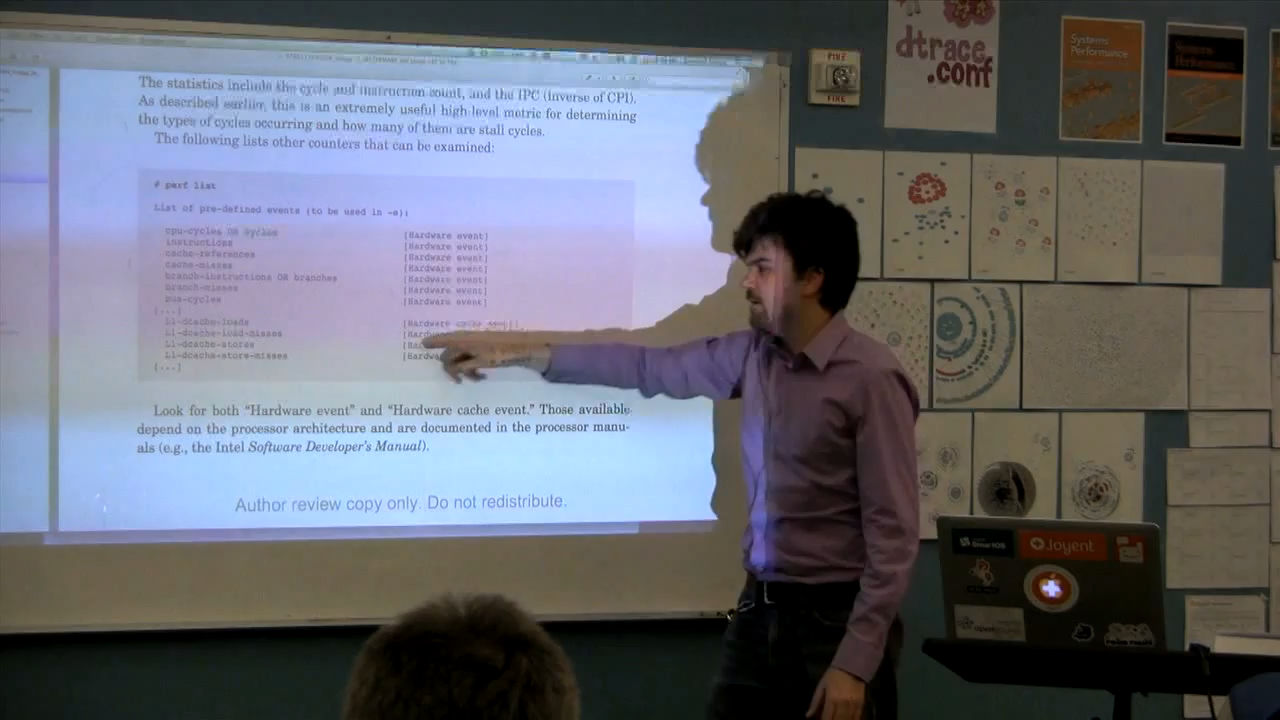 The statistics include the cycle and instruction count, and the IPC (inverse of CPI).
As described earlier, this is an extremely useful high-level metric for determining
the types of cycles occurring and how many of them are stall cycles.
The following lists other counters that can be examined:
# perf list
List of pre-defined events (to be used in -e):
cpu-cycles OR cycles [Hardware event]
instructions [Hardware event]
cache-references [Hardware event]
cache-misses [Hardware event]
branch-instructions OR branches [Hardware event]
branch-misses [Hardware event]
bus-cycles [Hardware event]
[...]
L1-dcache-loads [Hardware cache event]
L1-dcache-load-misses
L1-dcache-stores
L1-dcache-store-misses
[...]
Look for both “Hardware event” and “Hardware cache event.” Those available
depend on the processor architecture and are documented in the processor manu-
als (e.g., the Intel Software Developer’s Manual).
Author review copy only. Do not redistribute.
FIRE
FIRE
dtrace
.conf
Systems
Performance
Systems
Performance
SmartOS
Joyent